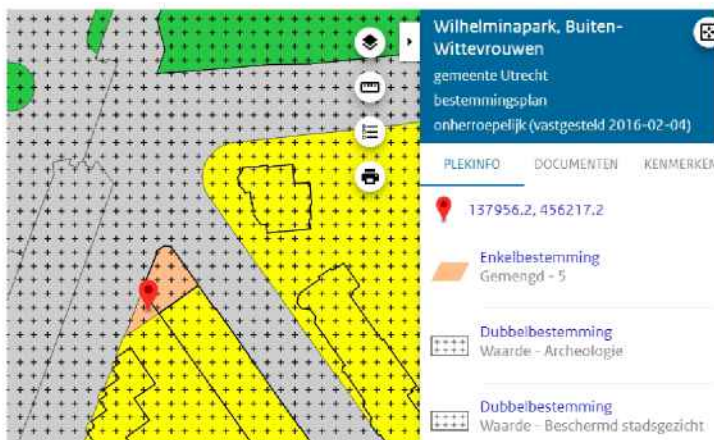 Wilhelminapark, Buiten-
Wittevrouwen
gemeente Utrecht
bestemmingsplan
onherroepelijk (vastgesteld 2016-02-04)
PLEKINFO DOCUMENTEN KENMERKEN
137956.2, 456217.2
Enkelbestemming
Gemengd - 5
Dubbelbestemming
Waarde - Archeologie
Dubbelbestemming
Waarde - Beschermd stadsgezicht